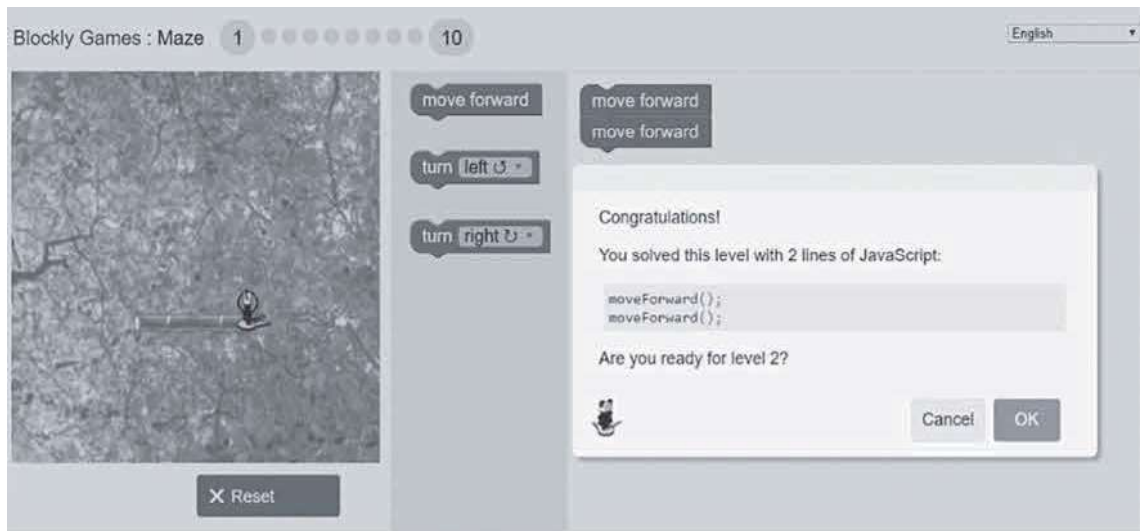 Blockly Games : Maze 1 10
English
move forward
turn left ↺
turn right ↻
move forward
move forward
Congratulations!
You solved this level with 2 lines of JavaScript:
moveForward();
moveForward();
Are you ready for level 2?
Cancel OK
X Reset